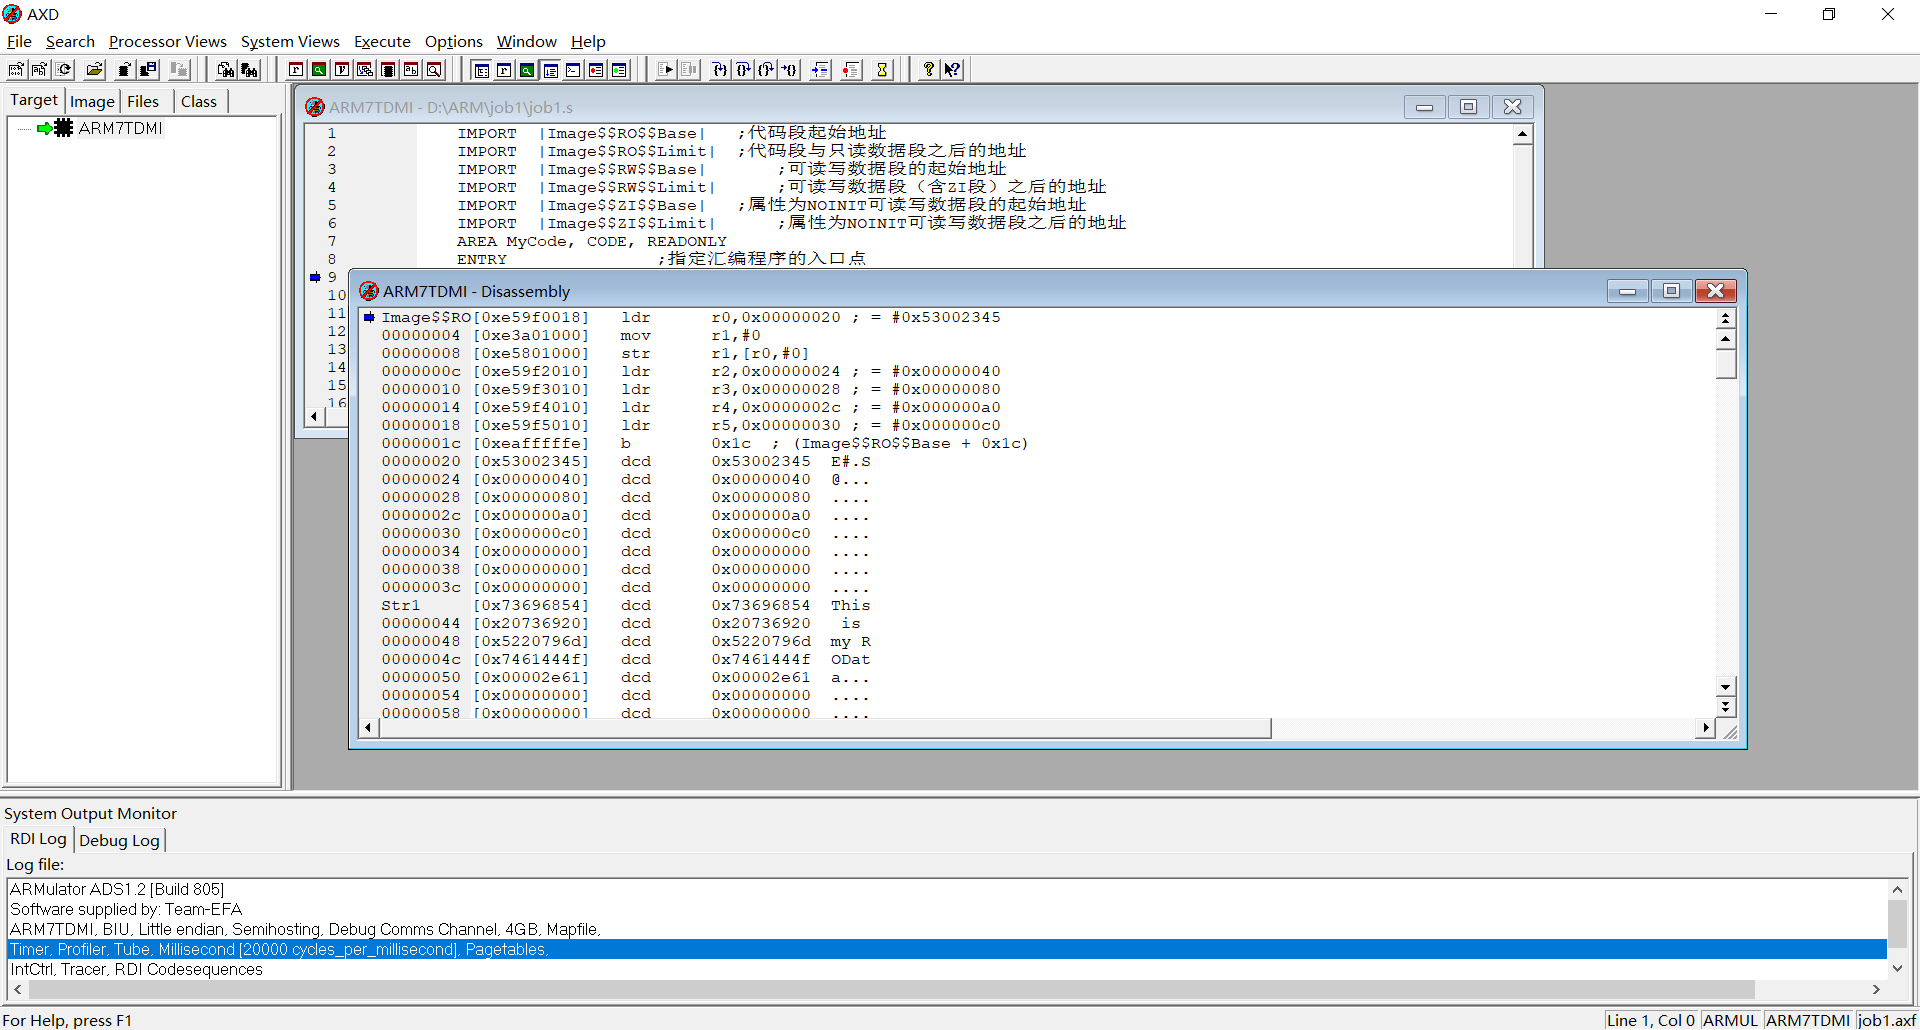 AXD
File Search Processor Views System Views Execute Options Window Help
Target Image Files Class
ARM7TDMI
ARM7TDMI - D:\ARM\job1\job1.s
1 IMPORT |Image$$RO$$Base| ;代码段起始地址
2 IMPORT |Image$$RO$$Limit| ;代码段与只读数据段之后的地址
3 IMPORT |Image$$RW$$Base| ;可读写数据段的起始地址
4 IMPORT |Image$$RW$$Limit| ;可读写数据段（含ZI段）之后的地址
5 IMPORT |Image$$ZI$$Base| ;属性为NOINIT可读写数据段的起始地址
6 IMPORT |Image$$ZI$$Limit| ;属性为NOINIT可读写数据段之后的地址
7 AREA MyCode, CODE, READONLY
8 ENTRY ;指定汇编程序的入口点
9
10
11
12
13
14
15
16
ARM7TDMI - Disassembly
Image$$RO [0xe59f0018] ldr r0,0x00000020 ; = #0x53002345
00000004 [0xe3a01000] mov r1,#0
00000008 [0xe5801000] str r1,[r0,#0]
0000000c [0xe59f2010] ldr r2,0x00000024 ; = #0x00000040
00000010 [0xe59f3010] ldr r3,0x00000028 ; = #0x00000080
00000014 [0xe59f4010] ldr r4,0x0000002c ; = #0x000000a0
00000018 [0xe59f5010] ldr r5,0x00000030 ; = #0x000000c0
0000001c [0xeafffffe] b 0x1c ; (Image$$RO$$Base + 0x1c)
00000020 [0x53002345] dcd 0x53002345 E#.S
00000024 [0x00000040] dcd 0x00000040 @...
00000028 [0x00000080] dcd 0x00000080 ....
0000002c [0x000000a0] dcd 0x000000a0 ....
00000030 [0x000000c0] dcd 0x000000c0 ....
00000034 [0x00000000] dcd 0x00000000 ....
00000038 [0x00000000] dcd 0x00000000 ....
0000003c [0x00000000] dcd 0x00000000 ....
Str1 [0x73696854] dcd 0x73696854 This
00000044 [0x20736920] dcd 0x20736920 is
00000048 [0x5220796d] dcd 0x5220796d my R
0000004c [0x7461444f] dcd 0x7461444f ODat
00000050 [0x00002e61] dcd 0x00002e61 a...
00000054 [0x00000000] dcd 0x00000000 ....
00000058 [0x00000000] dcd 0x00000000 ....
System Output Monitor
RDI Log Debug Log
Log file:
ARMulator ADS1.2 [Build 805]
Software supplied by: Team-EFA
ARM7TDMI, BIU, Little endian, Semihosting, Debug Comms Channel, 4GB, Mapfile,
Timer, Profiler, Tube, Millisecond [20000 cycles_per_millisecond], Pagetables,
IntCtrl, Tracer, RDI Codesequences
For Help, press F1
Line 1, Col 0 ARMUL ARM7TDMI job1.axf